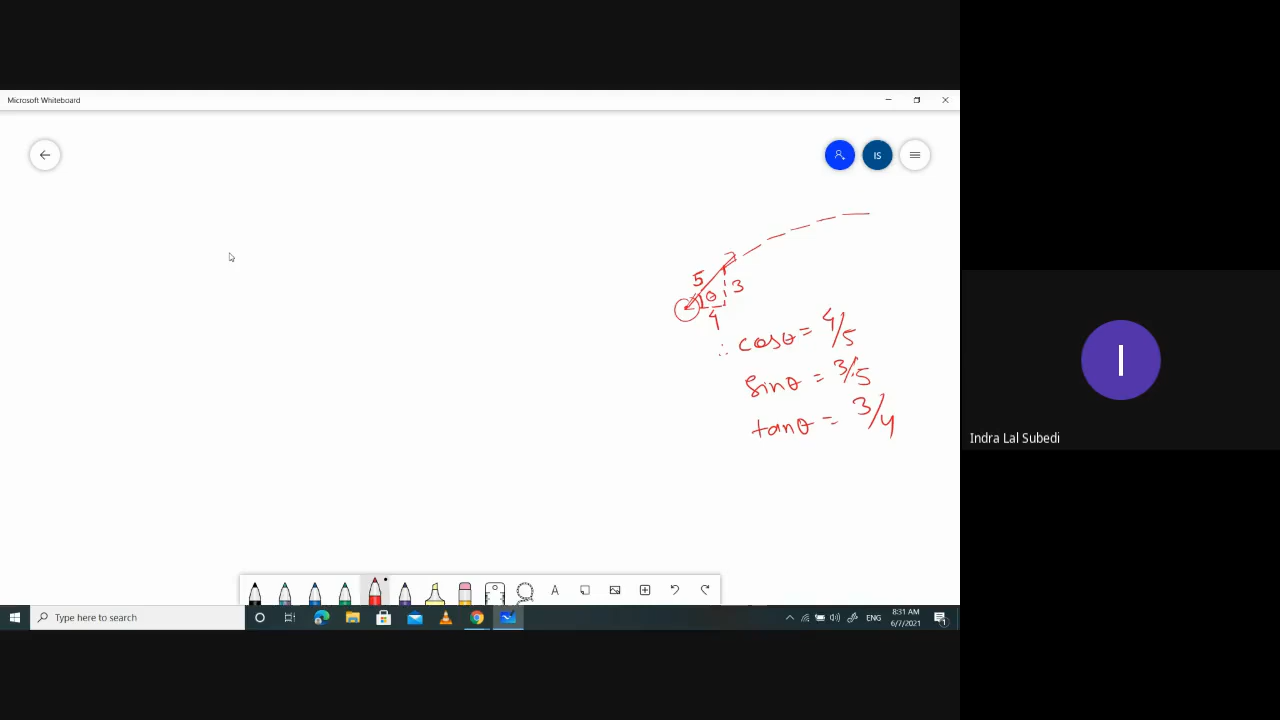 Microsoft Whiteboard
IS
5
θ
3
4
∴ cosθ = 4/5
sinθ = 3/5
tanθ = 3/4
I
Indra Lal Subedi
A
Type here to search
ENG
8:31 AM
6/7/2021
1